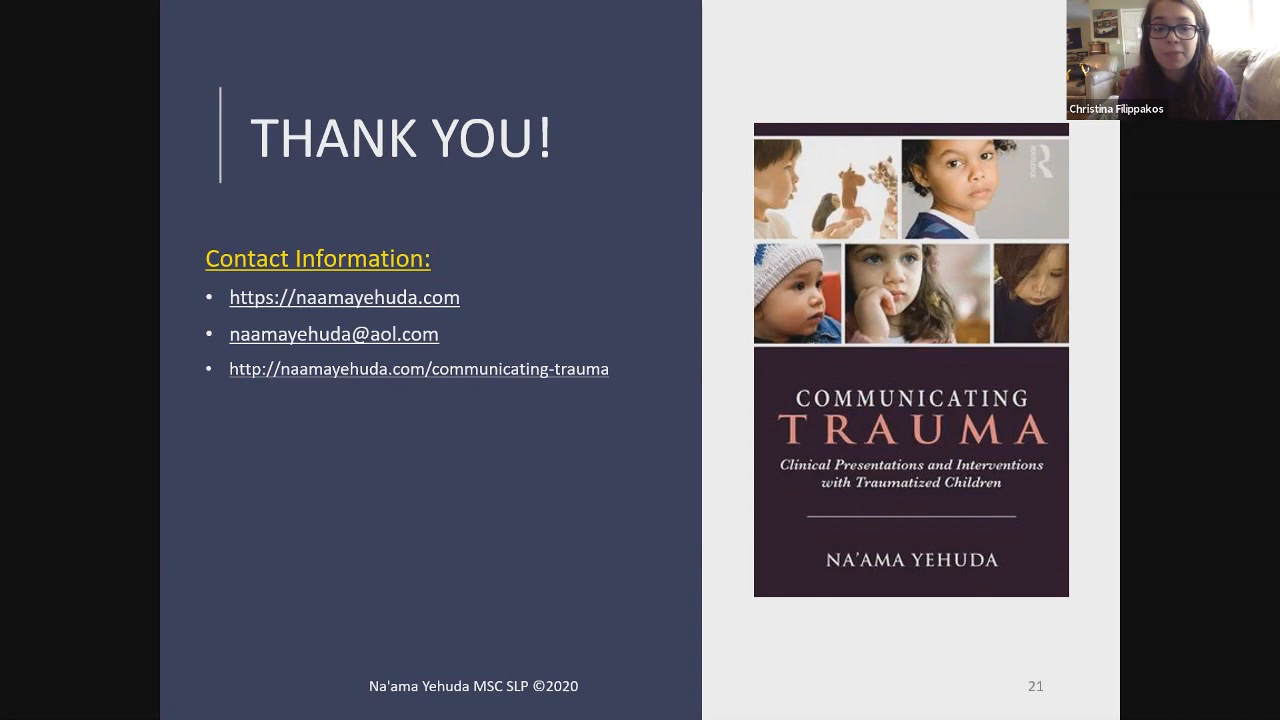 THANK YOU!
Contact Information:
• https://naamayehuda.com
• naamayehuda@aol.com
• http://naamayehuda.com/communicating-trauma
Na'ama Yehuda MSC SLP ©2020
Christina Filippakos
R
ROUTLEDGE
COMMUNICATING
TRAUMA
Clinical Presentations and Interventions
with Traumatized Children
NA'AMA YEHUDA
21